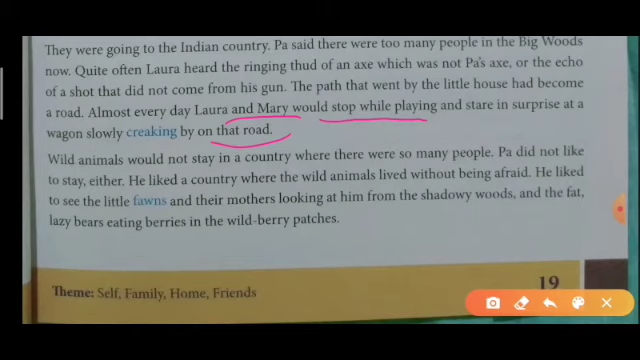 They were going to the Indian country. Pa said there were too many people in the Big Woods
now. Quite often Laura heard the ringing thud of an axe which was not Pa's axe, or the echo
of a shot that did not come from his gun. The path that went by the little house had become
a road. Almost every day Laura and Mary would stop while playing and stare in surprise at a
wagon slowly creaking by on that road.
Wild animals would not stay in a country where there were so many people. Pa did not like
to stay, either. He liked a country where the wild animals lived without being afraid. He liked
to see the little fawns and their mothers looking at him from the shadowy woods, and the fat,
lazy bears eating berries in the wild-berry patches.
Theme: Self, Family, Home, Friends
19